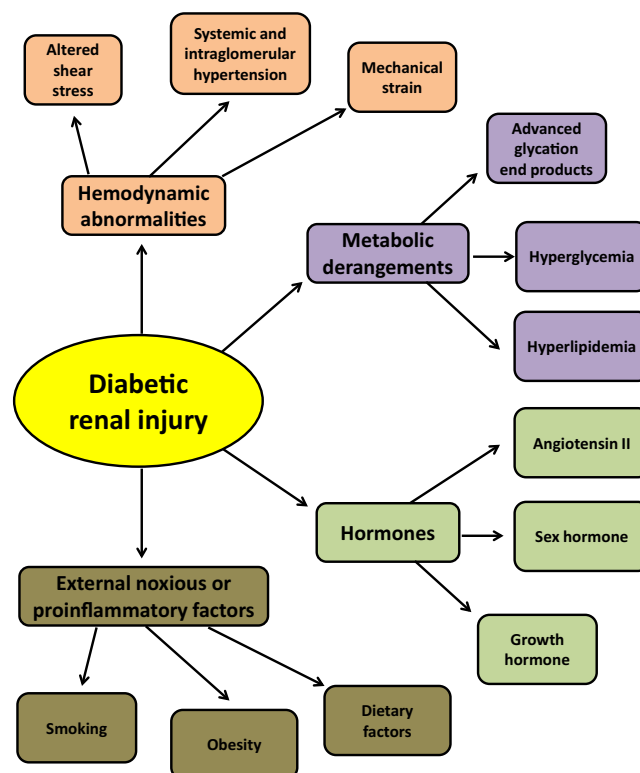 Altered
shear
stress
Systemic and
intraglomerular
hypertension
Mechanical
strain
Hemodynamic
abnormalities
Advanced
glycation
end products
Metabolic
derangements
Hyperglycemia
Hyperlipidemia
Diabetic
renal injury
Angiotensin II
Hormones
Sex hormone
Growth
hormone
External noxious or
proinflammatory factors
Smoking
Obesity
Dietary
factors